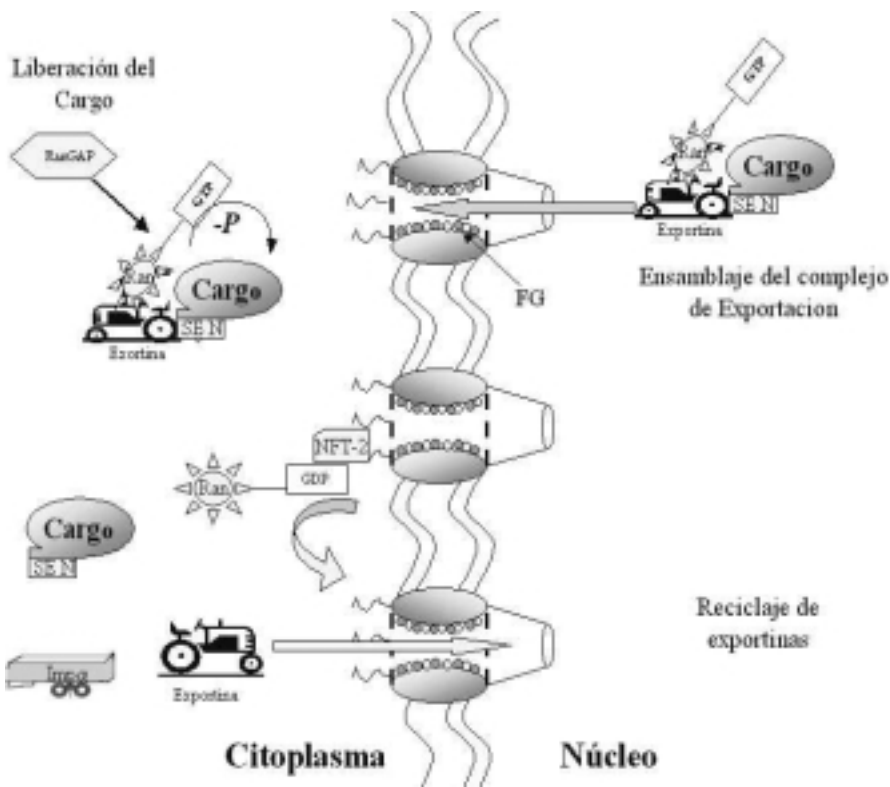 Liberación del
Cargo
RanGAP
GTP
-P
Ran
Cargo
SE N
Exortina
GTP
Ran
Cargo
SE N
Exportina
Ensamblaje del complejo
de Exportacion
FG
NFT-2
GDP
Ran
Cargo
SE N
Exportina
Reciclaje de
exportinas
Citoplasma
Núcleo